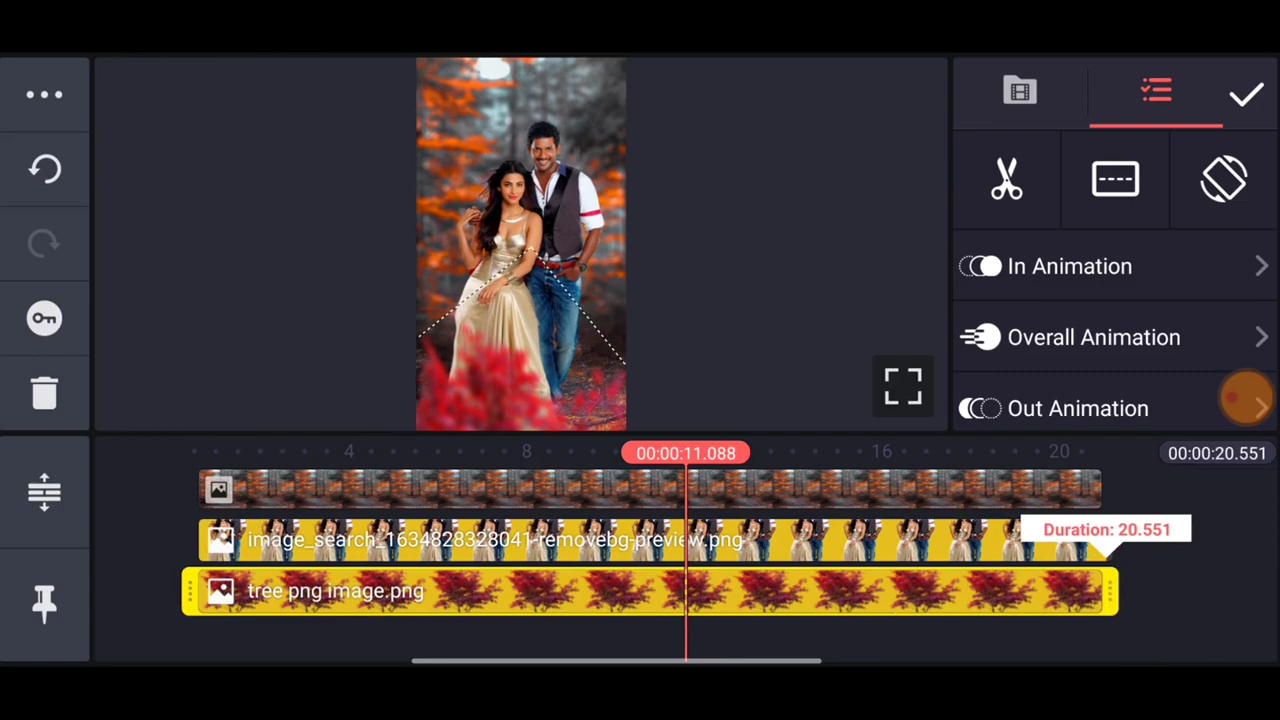 In Animation
Overall Animation
Out Animation
4
8
00:00:11.088
16
20
00:00:20.551
Duration: 20.551
image_search_1634828328041-removebg-preview.png
tree png image.png